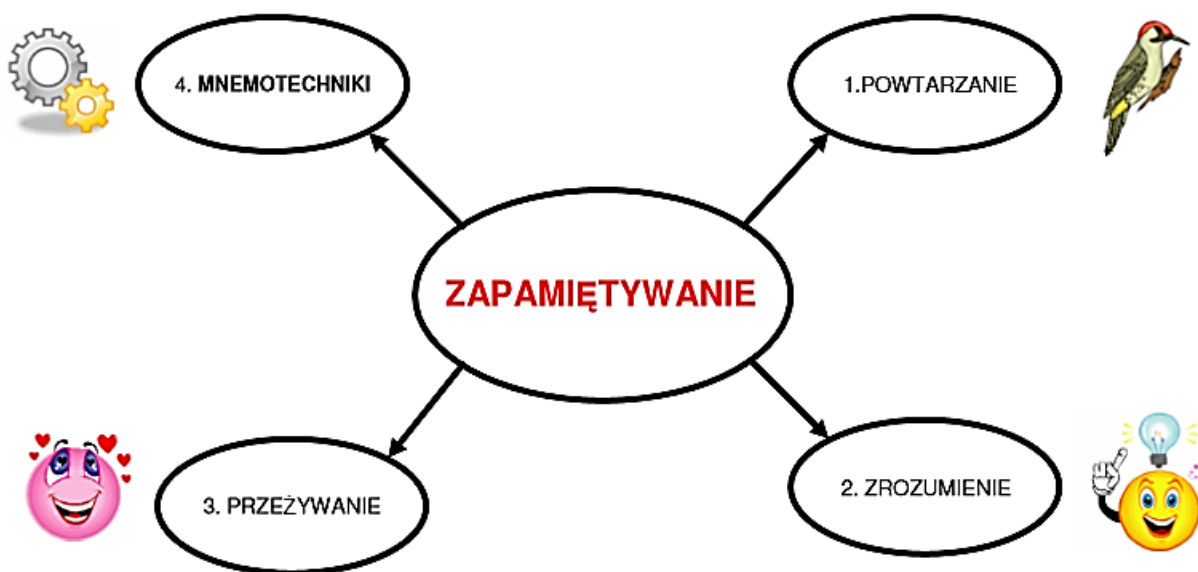 4. MNEMOTECHNIKI
1.POWTARZANIE
ZAPAMIĘTYWANIE
3. PRZEŻYWANIE
2. ZROZUMIENIE